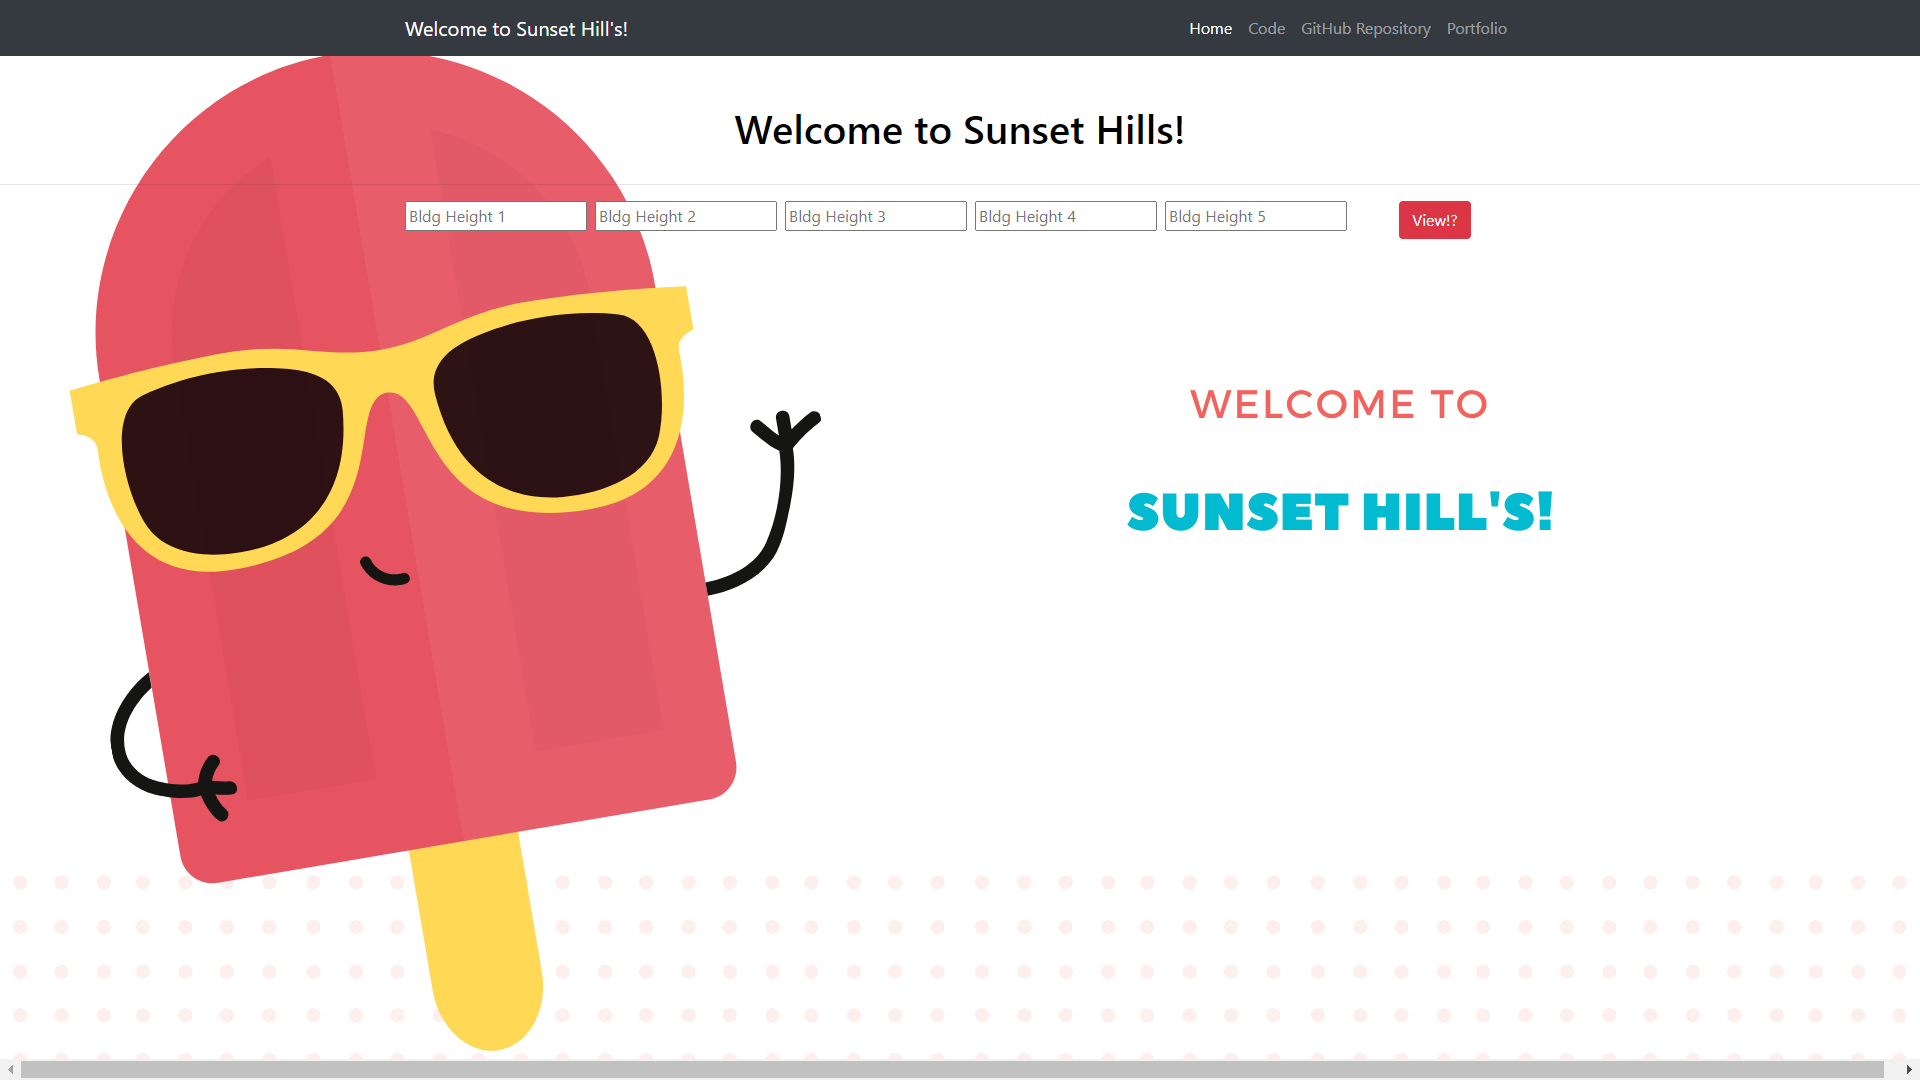 Welcome to Sunset Hill's! Home Code GitHub Repository Portfolio
Welcome to Sunset Hills!
Bldg Height 1 Bldg Height 2 Bldg Height 3 Bldg Height 4 Bldg Height 5 View!?
WELCOME TO
SUNSET HILL'S!